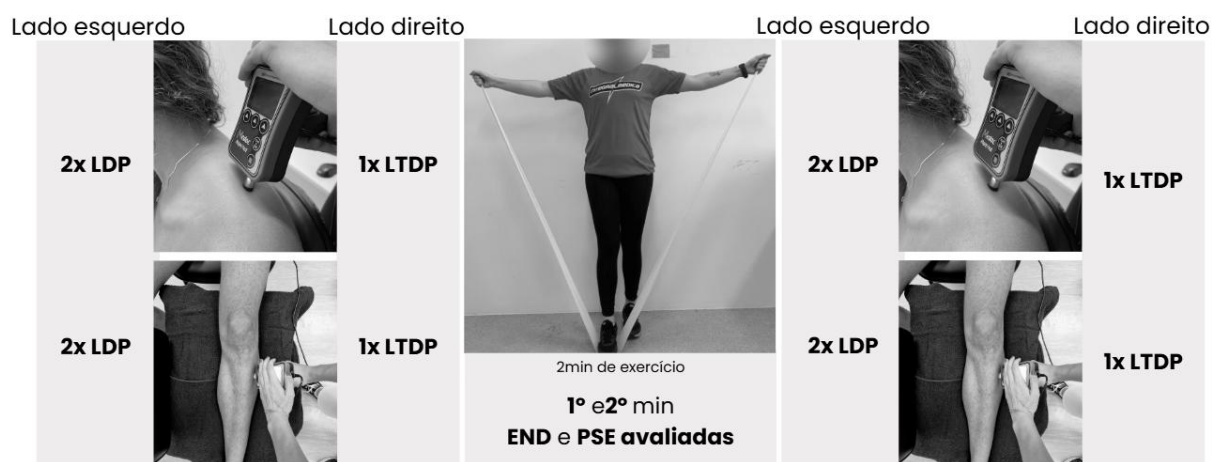 Lado esquerdo
Lado direito
2x LDP
1x LTDP
2x LDP
1x LTDP
2min de exercício
1º e2º min
END e PSE avaliadas
Lado esquerdo
Lado direito
2x LDP
1x LTDP
2x LDP
1x LTDP